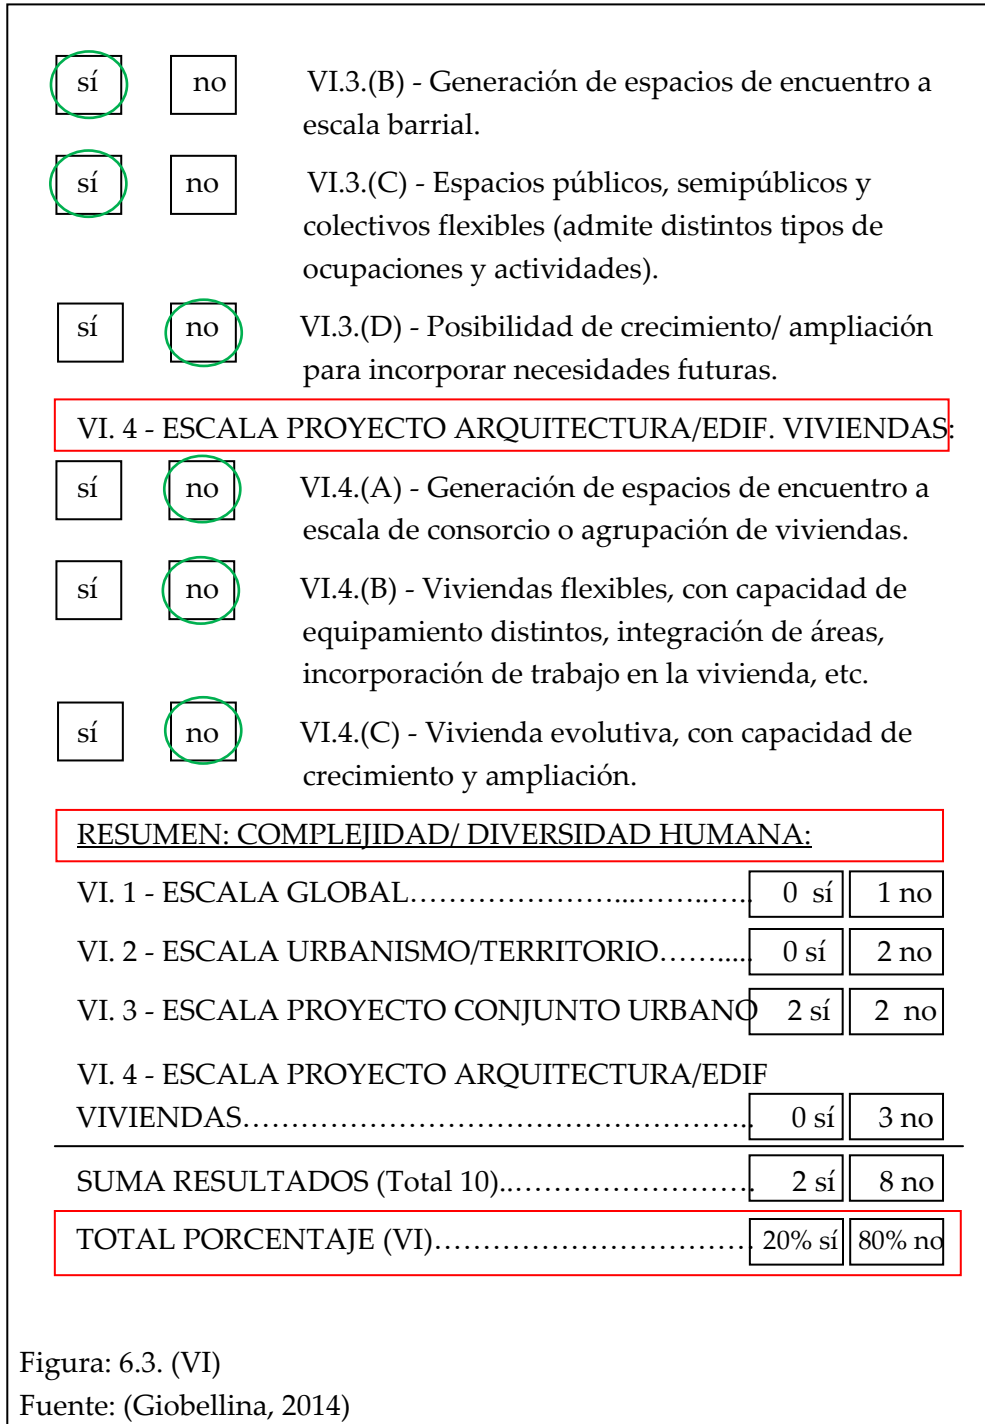 sí no VI.3.(B) - Generación de espacios de encuentro a
escala barrial.
sí no VI.3.(C) - Espacios públicos, semipúblicos y
colectivos flexibles (admite distintos tipos de
ocupaciones y actividades).
sí no VI.3.(D) - Posibilidad de crecimiento/ ampliación
para incorporar necesidades futuras.
VI. 4 - ESCALA PROYECTO ARQUITECTURA/EDIF. VIVIENDAS:
sí no VI.4.(A) - Generación de espacios de encuentro a
escala de consorcio o agrupación de viviendas.
sí no VI.4.(B) - Viviendas flexibles, con capacidad de
equipamiento distintos, integración de áreas,
incorporación de trabajo en la vivienda, etc.
sí no VI.4.(C) - Vivienda evolutiva, con capacidad de
crecimiento y ampliación.
RESUMEN: COMPLEJIDAD/ DIVERSIDAD HUMANA:
VI. 1 - ESCALA GLOBAL…………………...……..….. 0 sí 1 no
VI. 2 - ESCALA URBANISMO/TERRITORIO……..... 0 sí 2 no
VI. 3 - ESCALA PROYECTO CONJUNTO URBANO 2 sí 2 no
VI. 4 - ESCALA PROYECTO ARQUITECTURA/EDIF
VIVIENDAS…………………………………………….. 0 sí 3 no
SUMA RESULTADOS (Total 10)..……………………. 2 sí 8 no
TOTAL PORCENTAJE (VI)…………………………… 20% sí 80% no
Figura: 6.3. (VI)
Fuente: (Giobellina, 2014)